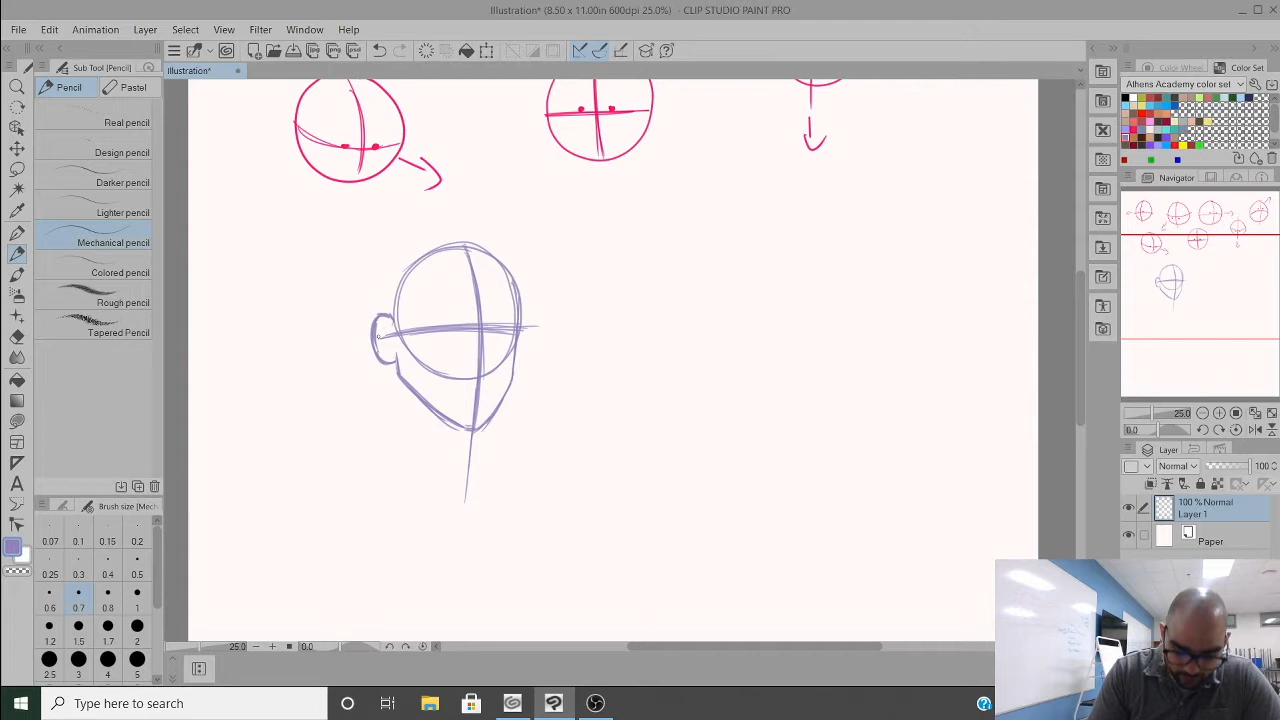 Illustration* (8.50 x 11.00in 600dpi 25.0%) - CLIP STUDIO PAINT PRO
File Edit Animation Layer Select View Filter Window Help
Sub Tool [Pencil]
Illustration*
Color Wheel Color Set
Pencil Pastel
Athens Academy color set
Real pencil
Design pencil
Darker pencil
Lighter pencil
Mechanical pencil
Colored pencil
Rough pencil
Tapered Pencil
Navigator
25.0
0.0
Layer
Normal 100
100 % Normal
Layer 1
Paper
Brush size [Mech
0.07 0.1 0.15 0.2
0.25 0.3 0.4 0.5
0.6 0.7 0.8 1
1.2 1.5 1.7 2
2.5 3 4 5
25.0 0.0
Type here to search